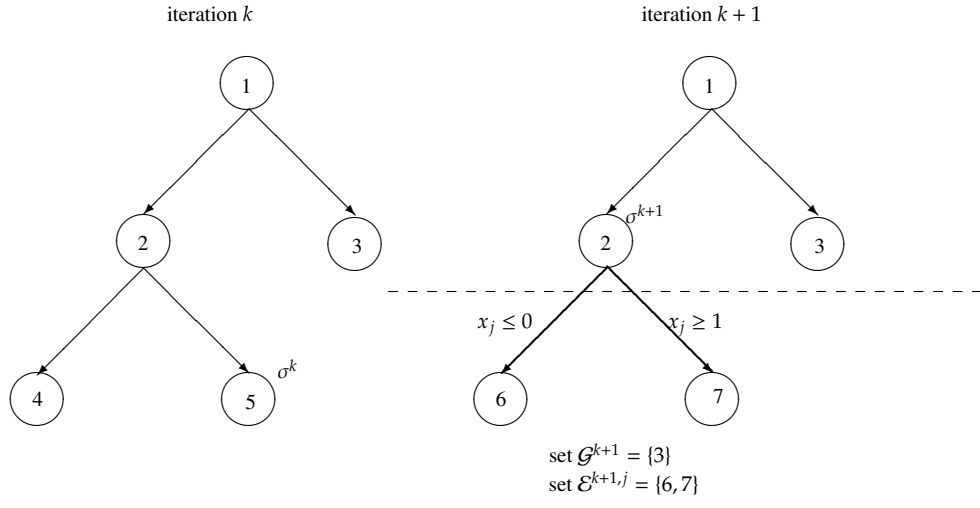 iteration k
iteration k + 1
1
1
2
3
σ^{k+1}
2
3
x_j ≤ 0
x_j ≥ 1
4
5
σ^k
6
7
set 𝒢^{k+1} = {3}
set ℰ^{k+1,j} = {6, 7}